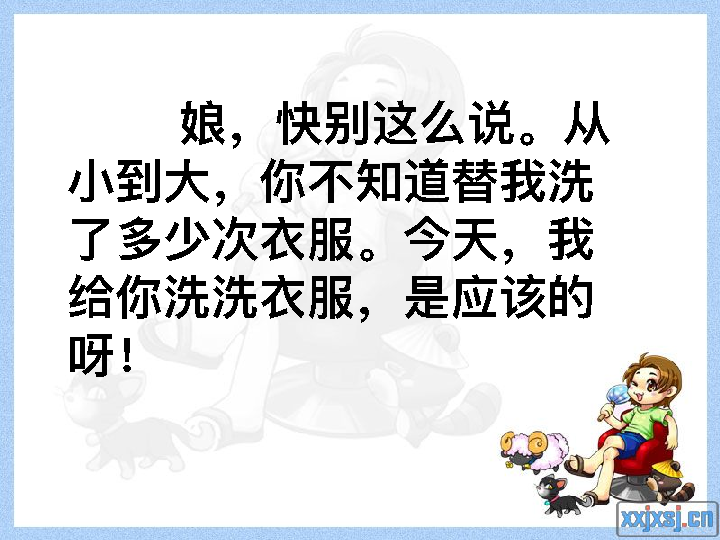 娘，快别这么说。从
小到大，你不知道替我洗
了多少次衣服。今天，我
给你洗洗衣服，是应该的
呀！
xxjxsj.cn